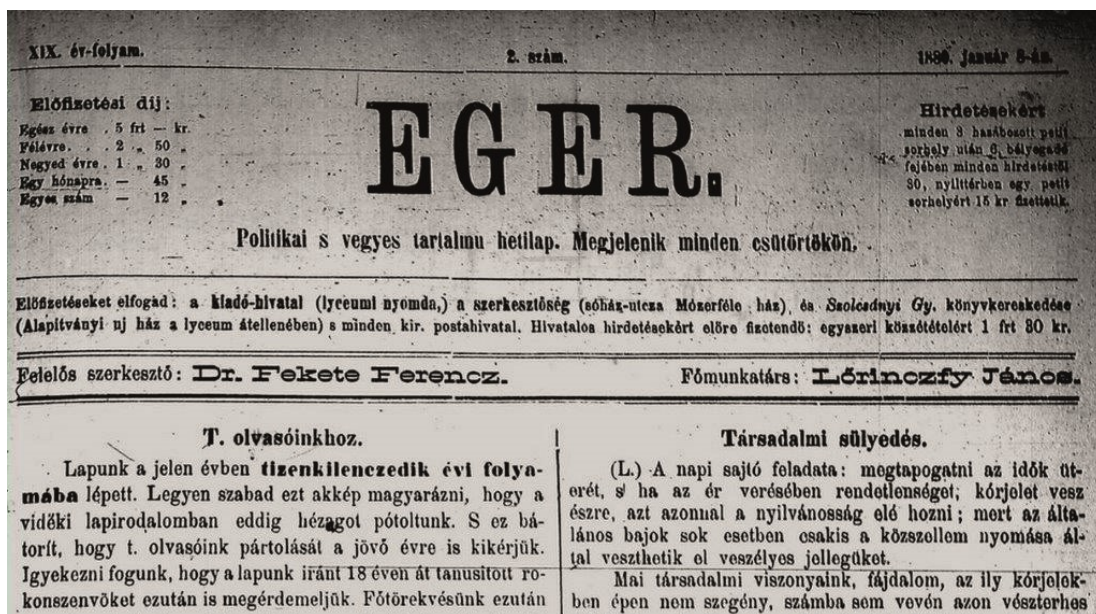 XIX. év-folyam.
2. szám.
1880. január 8-án.
Előfizetési díj:
Egész évre . 5 frt — kr.
Félévre. . . 2 „ 50 „
Negyed évre . 1 „ 30 „
Egy hónapra. — 45 „
Egyes szám — 12 „ „
EGER.
Hirdetésekért
minden 3 hasábozott petit
sorhely után 6, bélyegadó
fejében minden hirdetéstől
30, nyilttérben egy petit
sorhelyért 15 kr fizettetik.
Politikai s vegyes tartalmu hetilap. Megjelenik minden csütörtökön.
Előfizetéseket elfogad: a kiadó-hivatal (lyceumi nyomda,) a szerkesztőség (sóház-utcza Mózerféle ház), és Szolcsányi Gy. könyvkereskedése
(Alapitványi uj ház a lyceum átellenében) s minden kir. postahivatal. Hivatalos hirdetésekért előre fizetendő: egyszeri közzétételért 1 frt 30 kr.
Felelős szerkesztő: Dr. Fekete Ferencz.
Főmunkatárs: Lőrinczfy János.
T. olvasóinkhoz.
Lapunk a jelen évben tizenkilenczedik évi folya-
mába lépett. Legyen szabad ezt akkép magyarázni, hogy a
vidéki lapirodalomban eddig hézagot pótoltunk. S ez bá-
torít, hogy t. olvasóink pártolását a jövő évre is kikérjük.
Igyekezni fogunk, hogy a lapunk iránt 18 éven át tanusított ro-
konszenvöket ezután is megérdemeljük. Főtörekvésünk ezután
Társadalmi sülyedés.
(L.) A napi sajtó feladata: megtapogatni az idők üt-
erét, s ha az ér verésében rendetlenséget, kórjelet vesz
észre, azt azonnal a nyilvánosság elé hozni; mert az álta-
lános bajok sok esetben csakis a közszellem nyomása ál-
tal veszthetik el veszélyes jellegüket.
Mai társadalmi viszonyaink, fájdalom, az ily kórjelek-
ben épen nem szegény, számba sem vevén azon vészterhes